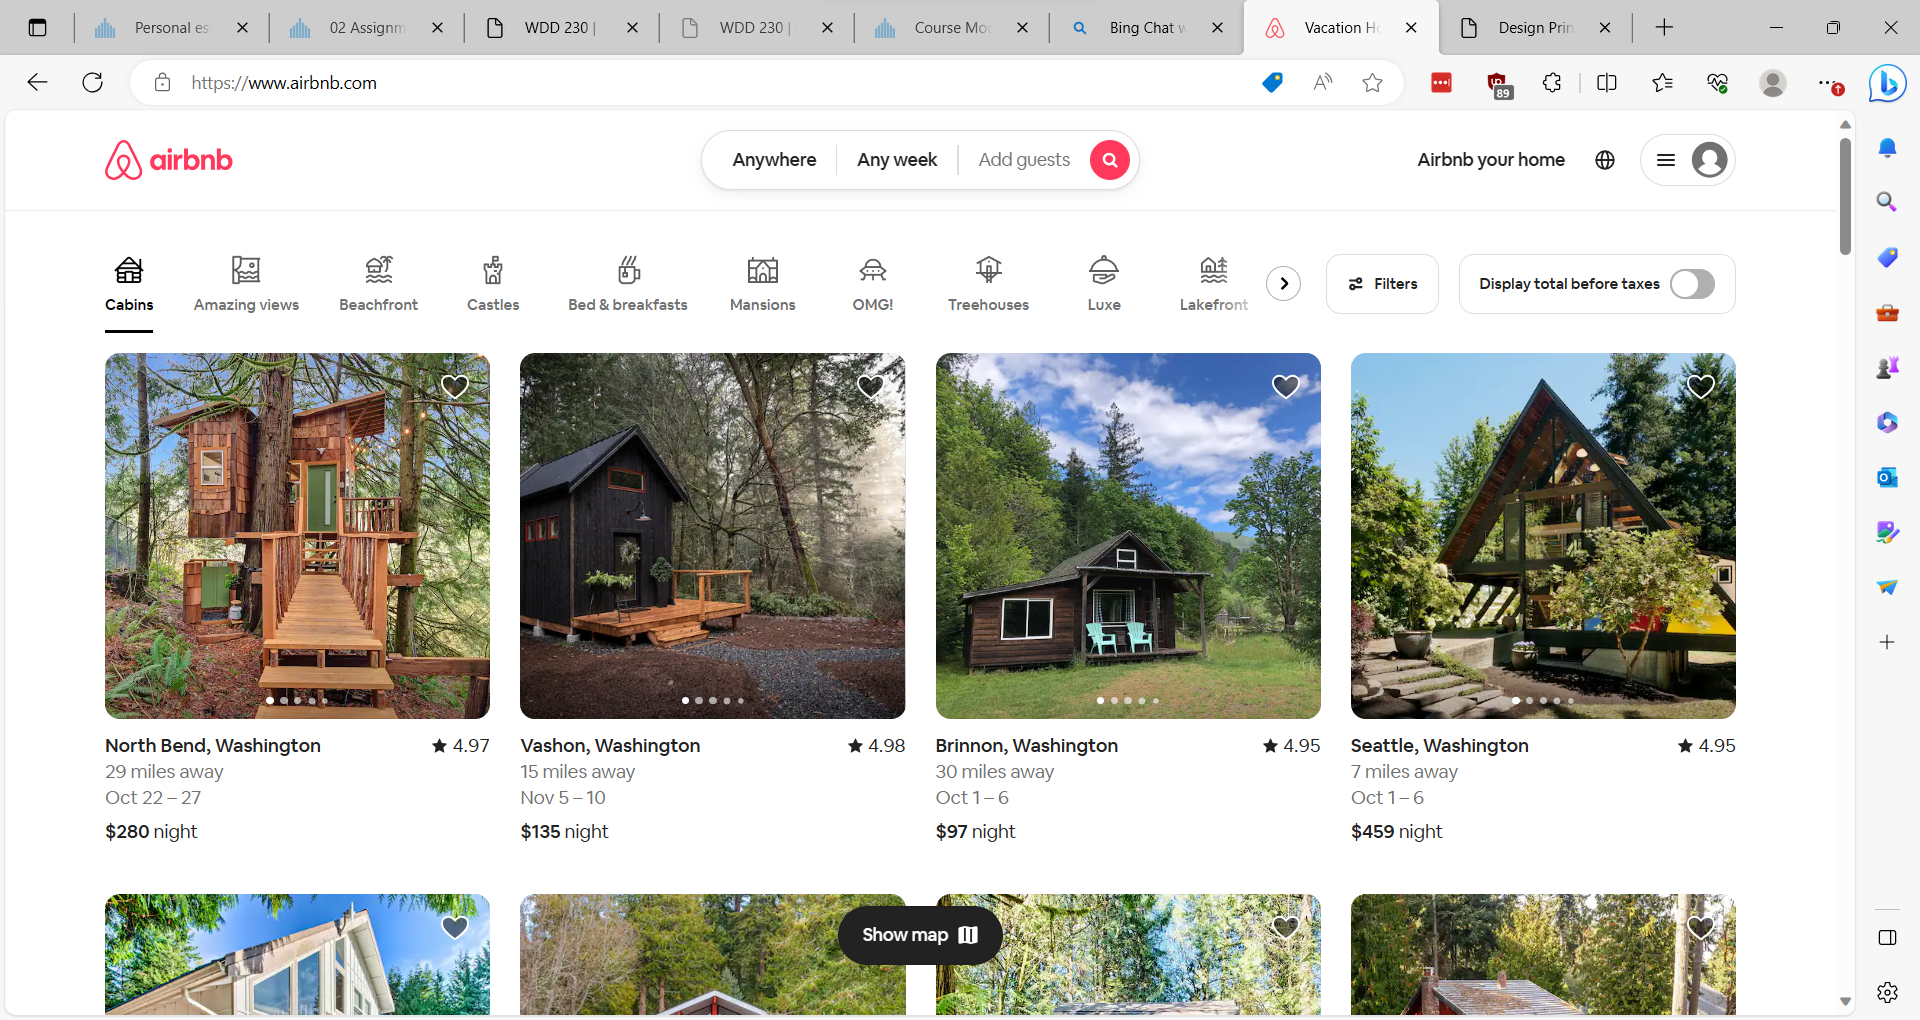 Personal es
02 Assignm
WDD 230 |
WDD 230 |
Course Mod
Bing Chat w
Vacation Ho
Design Prin
https://www.airbnb.com
89
airbnb
Anywhere
Any week
Add guests
Airbnb your home
Cabins
Amazing views
Beachfront
Castles
Bed & breakfasts
Mansions
OMG!
Treehouses
Luxe
Lakefront
Filters
Display total before taxes
North Bend, Washington
4.97
29 miles away
Oct 22 – 27
$280 night
Vashon, Washington
4.98
15 miles away
Nov 5 – 10
$135 night
Brinnon, Washington
4.95
30 miles away
Oct 1 – 6
$97 night
Seattle, Washington
4.95
7 miles away
Oct 1 – 6
$459 night
Show map